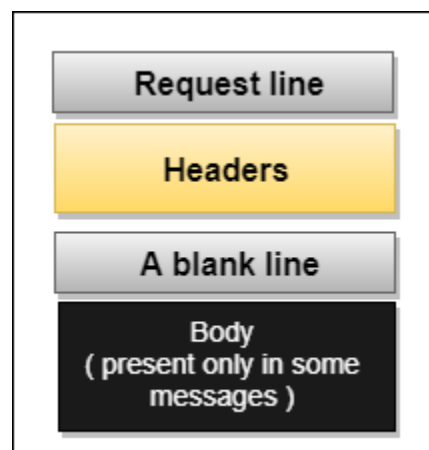 Request line
Headers
A blank line
Body
( present only in some
messages )